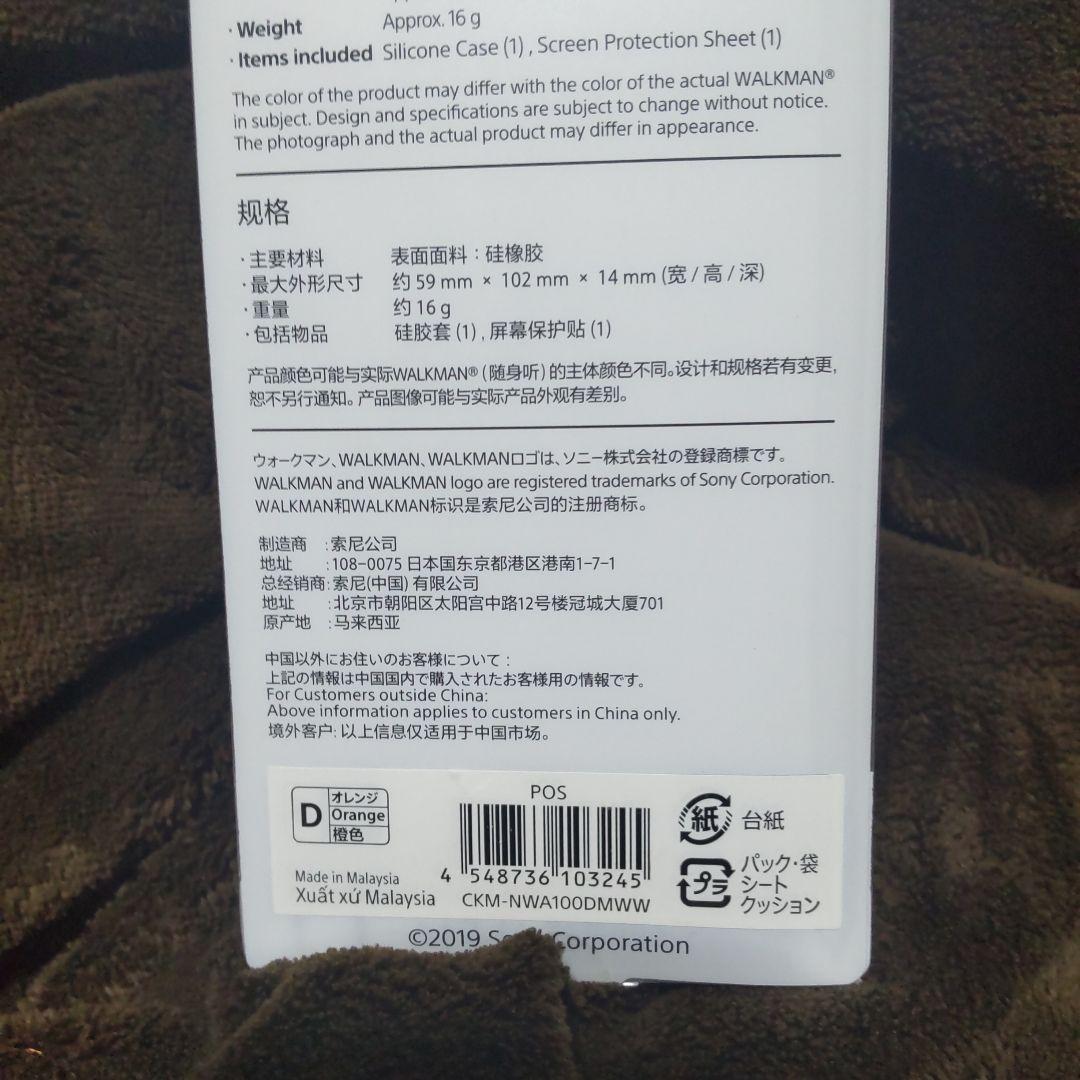 · Weight Approx. 16 g
· Items included Silicone Case (1) , Screen Protection Sheet (1)
The color of the product may differ with the color of the actual WALKMAN®
in subject. Design and specifications are subject to change without notice.
The photograph and the actual product may differ in appearance.
规格
· 主要材料 表面面料：硅橡胶
· 最大外形尺寸 约 59 mm × 102 mm × 14 mm (宽 / 高 / 深)
· 重量 约 16 g
· 包括物品 硅胶套 (1) , 屏幕保护贴 (1)
产品颜色可能与实际WALKMAN® (随身听) 的主体颜色不同。设计和规格若有变更,
恕不另行通知。产品图像可能与实际产品外观有差别。
ウォークマン、WALKMAN、WALKMANロゴは、ソニー株式会社の登録商標です。
WALKMAN and WALKMAN logo are registered trademarks of Sony Corporation.
WALKMAN和WALKMAN标识是索尼公司的注册商标。
制造商 :索尼公司
地址 :108-0075 日本国东京都港区港南1-7-1
总经销商:索尼(中国) 有限公司
地址 :北京市朝阳区太阳宫中路12号楼冠城大厦701
原产地 :马来西亚
中国以外にお住いのお客様について :
上記の情報は中国国内で購入されたお客様用の情報です。
For Customers outside China:
Above information applies to customers in China only.
境外客户: 以上信息仅适用于中国市场。
D オレンジ
Orange
橙色
Made in Malaysia
Xuất xứ Malaysia
POS
4 548736 103245
CKM-NWA100DMWW
紙 台紙
プラ パック・袋
シート
クッション
©2019 Corporation